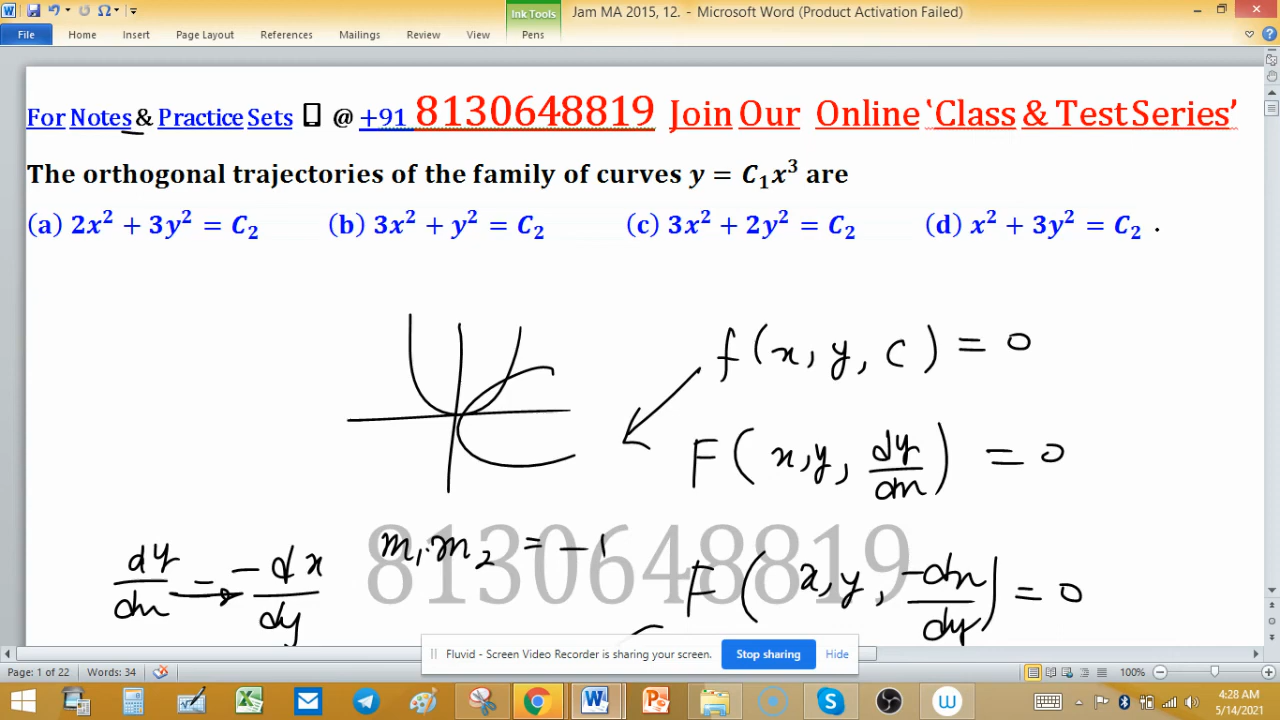 Ink Tools
Jam MA 2015, 12. - Microsoft Word (Product Activation Failed)
File Home Insert Page Layout References Mailings Review View Pens
For Notes & Practice Sets @ +91 8130648819 Join Our Online 'Class & Test Series'
The orthogonal trajectories of the family of curves y = C₁x³ are
(a) 2x² + 3y² = C₂ (b) 3x² + y² = C₂ (c) 3x² + 2y² = C₂ (d) x² + 3y² = C₂ .
f(x, y, c) = 0
F(x, y, dy/dx) = 0
m₁.m₂ = -1
dy/dx → -dx/dy
F(x, y, -dx/dy) = 0
8130648819
Fluvid - Screen Video Recorder is sharing your screen. Stop sharing Hide
Page: 1 of 22 Words: 34 100%
4:28 AM
5/14/2021